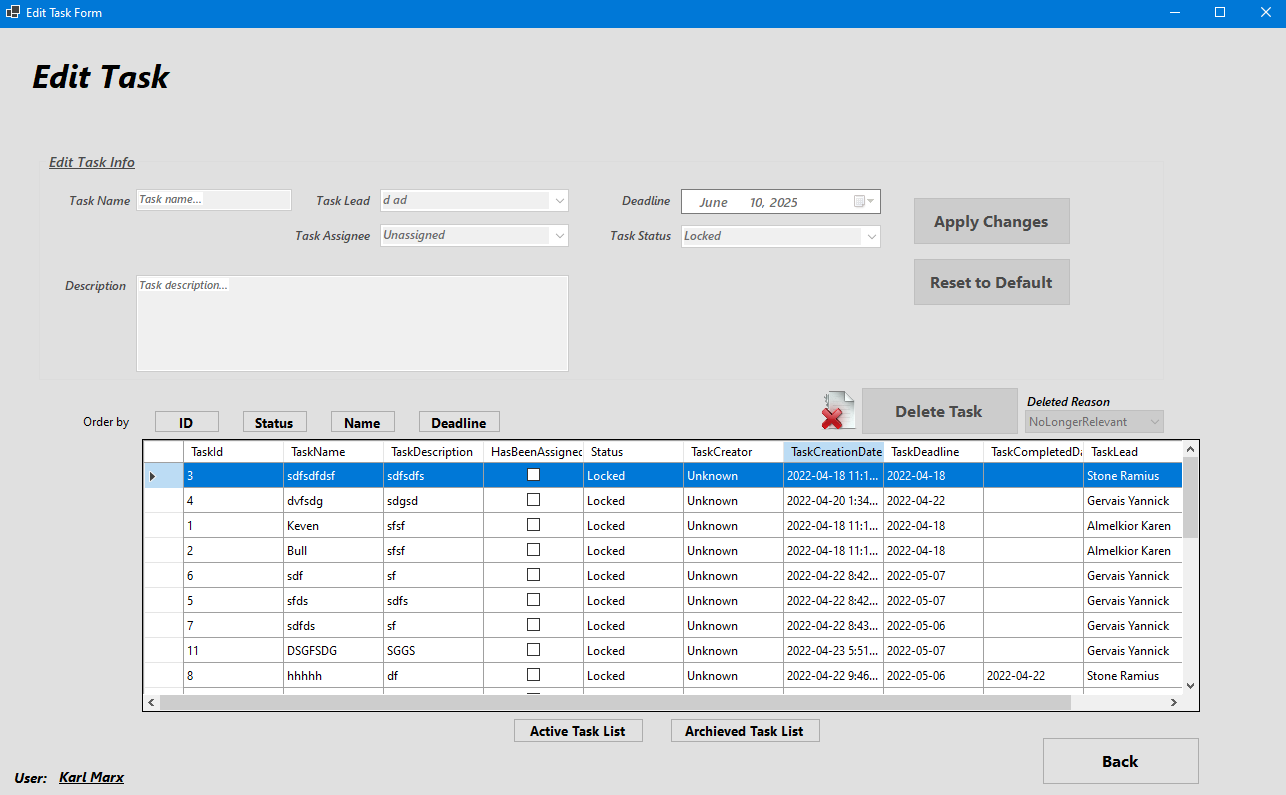 Edit Task Form
Edit Task
Edit Task Info
Task Name Task name... Task Lead d ad Deadline June 10, 2025
Apply Changes
Task Assignee Unassigned Task Status Locked
Reset to Default
Description Task description...
Delete Task Deleted Reason
NoLongerRelevant
Order by ID Status Name Deadline
TaskId TaskName TaskDescription HasBeenAssigned Status TaskCreator TaskCreationDate TaskDeadline TaskCompletedDa TaskLead
3 sdfsdfdsf sdfsdfs Locked Unknown 2022-04-18 11:1... 2022-04-18 Stone Ramius
4 dvfsdg sdgsd Locked Unknown 2022-04-20 1:34... 2022-04-22 Gervais Yannick
1 Keven sfsf Locked Unknown 2022-04-18 11:1... 2022-04-18 Almelkior Karen
2 Bull sfsf Locked Unknown 2022-04-18 11:1... 2022-04-18 Almelkior Karen
6 sdf sf Locked Unknown 2022-04-22 8:42... 2022-05-07 Gervais Yannick
5 sfds sdfs Locked Unknown 2022-04-22 8:42... 2022-05-07 Gervais Yannick
7 sdfds sf Locked Unknown 2022-04-22 8:43... 2022-05-06 Gervais Yannick
11 DSGFSDG SGGS Locked Unknown 2022-04-23 5:51... 2022-05-07 Gervais Yannick
8 hhhhh df Locked Unknown 2022-04-22 9:46... 2022-05-06 2022-04-22 Stone Ramius
Active Task List Archieved Task List
Back
User: Karl Marx